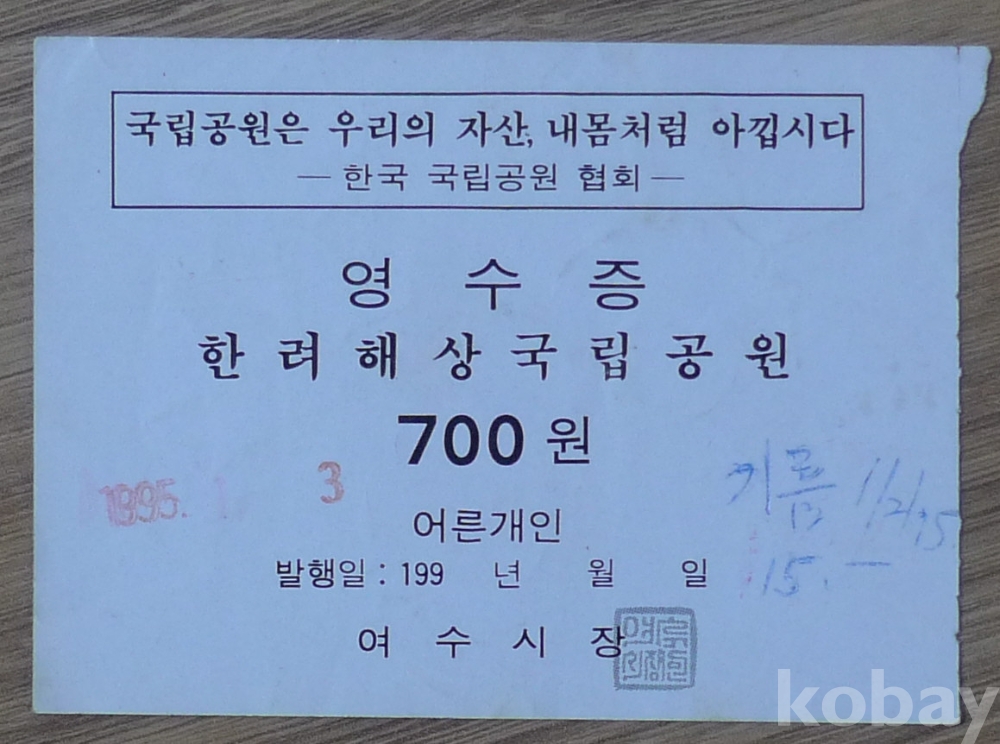 국립공원은 우리의 자산, 내몸처럼 아낍시다
— 한국 국립공원 협회 —
영 수 증
한 려 해 상 국 립 공 원
700 원
1995. 1. 3
기름
15. —
어른개인
발행일 : 199 년 월 일
여 수 시 장
kobay